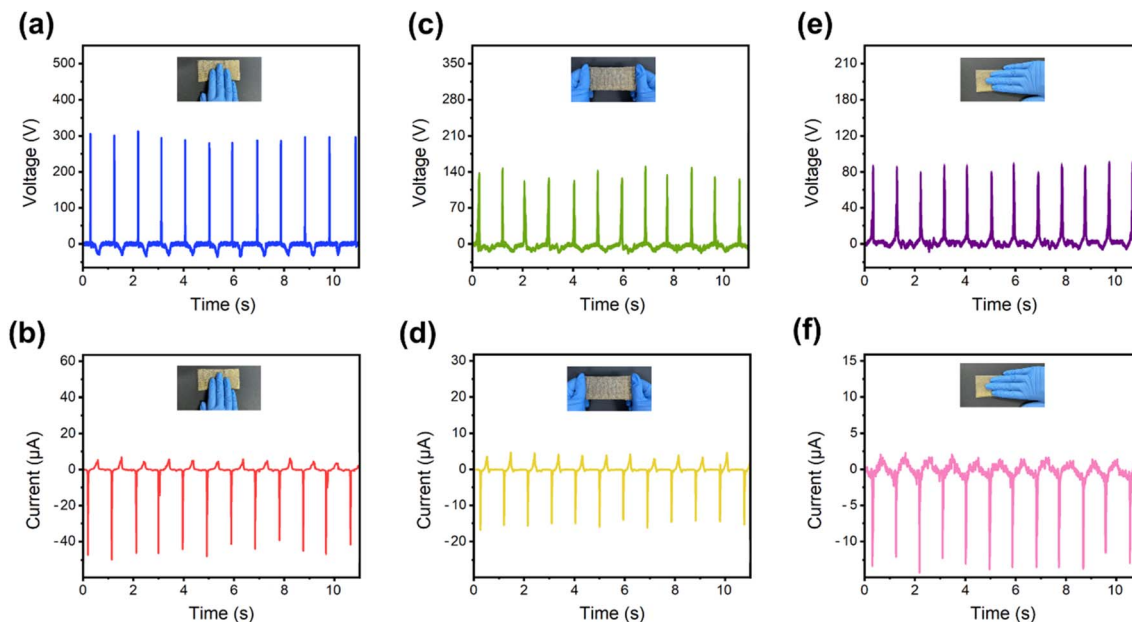 (a)
500
400
300
200
100
0
Voltage (V)
0 2 4 6 8 10
Time (s)
(c)
350
280
210
140
70
0
Voltage (V)
0 2 4 6 8 10
Time (s)
(e)
210
180
120
80
40
0
Voltage (V)
0 2 4 6 8 10
Time (s)
(b)
60
40
20
0
-20
-40
Current (μA)
0 2 4 6 8 10
Time (s)
(d)
30
20
10
0
-10
-20
Current (μA)
0 2 4 6 8 10
Time (s)
(f)
15
10
5
0
-5
-10
Current (μA)
0 2 4 6 8 10
Time (s)